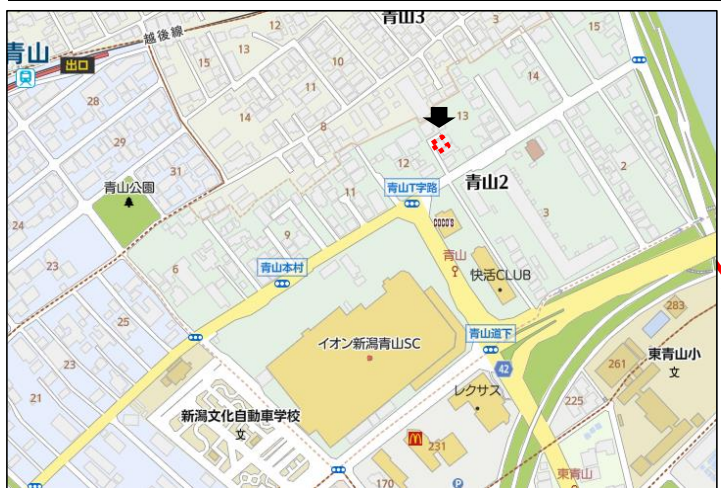 青山3
12
15
越後線
13
15
10
青山
出口
14
28
11
13
14
8
29
12
31
青山2
2
青山公園
青山T字路
11
3
COCO'S
24
9
青山
青山本村
快活CLUB
23
6
283
25
青山道下
イオン新潟青山SC
東青山小
文
42
261
23
レクサス
225
21
新潟文化自動車学校
文
231
東青山
170
P